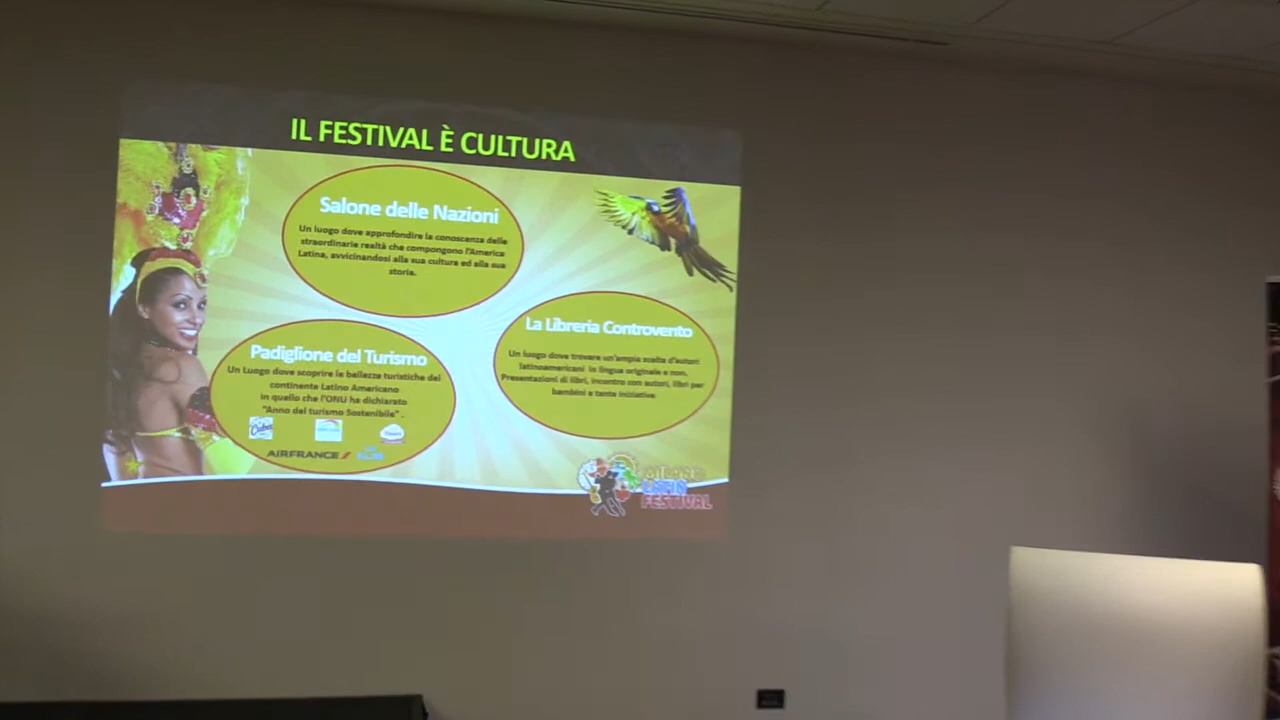 IL FESTIVAL È CULTURA
Salone delle Nazioni
Un luogo dove approfondire la conoscenza delle
straordinarie realtà che compongono l'America
Latina, avvicinandosi alla sua cultura ed alla sua
storia.
La Libreria Controvento
Un luogo dove trovare un'ampia scelta d'autori
latinoamericani in lingua originale e non.
Presentazioni di libri, incontro con autori, libri per
bambini e tante iniziative.
Padiglione del Turismo
Un Luogo dove scoprire le bellezze turistiche del
continente Latino Americano
in quello che l'ONU ha dichiarato
"Anno del turismo Sostenibile" .
Cuba
AIRFRANCE
KLM
MILANO
LATIN
FESTIVAL